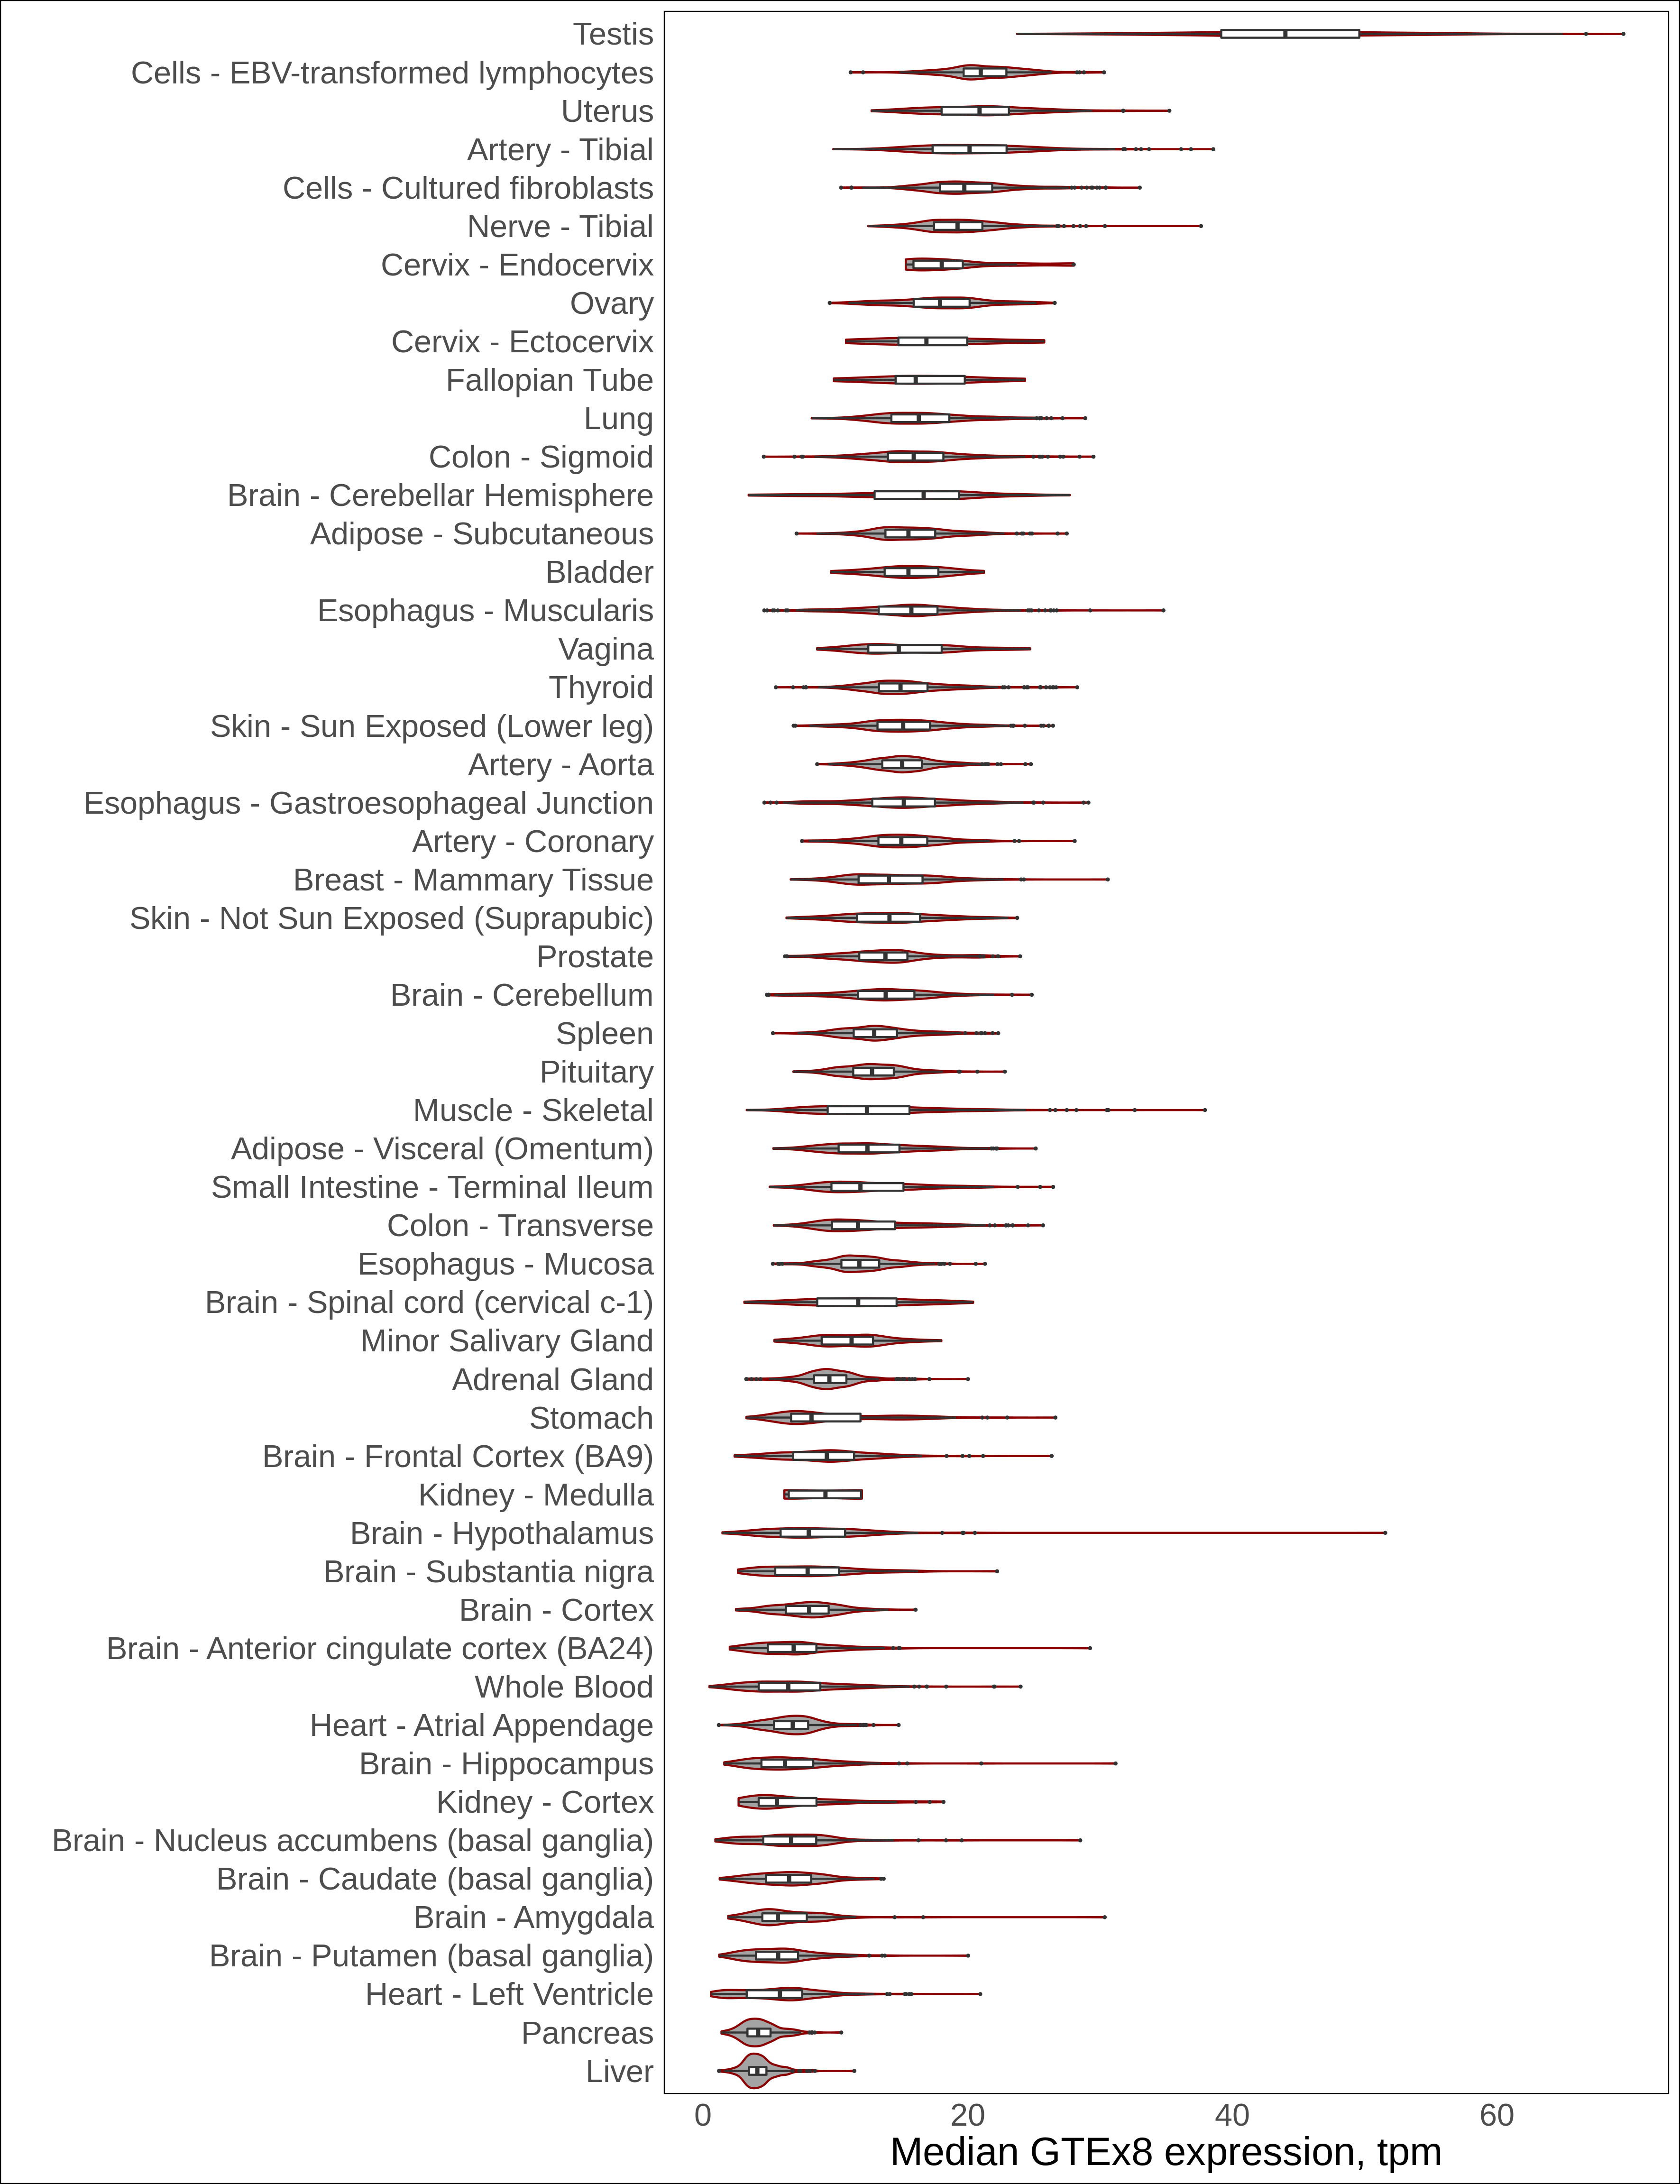 Testis
Cells - EBV-transformed lymphocytes
Uterus
Artery - Tibial
Cells - Cultured fibroblasts
Nerve - Tibial
Cervix - Endocervix
Ovary
Cervix - Ectocervix
Fallopian Tube
Lung
Colon - Sigmoid
Brain - Cerebellar Hemisphere
Adipose - Subcutaneous
Bladder
Esophagus - Muscularis
Vagina
Thyroid
Skin - Sun Exposed (Lower leg)
Artery - Aorta
Esophagus - Gastroesophageal Junction
Artery - Coronary
Breast - Mammary Tissue
Skin - Not Sun Exposed (Suprapubic)
Prostate
Brain - Cerebellum
Spleen
Pituitary
Muscle - Skeletal
Adipose - Visceral (Omentum)
Small Intestine - Terminal Ileum
Colon - Transverse
Esophagus - Mucosa
Brain - Spinal cord (cervical c-1)
Minor Salivary Gland
Adrenal Gland
Stomach
Brain - Frontal Cortex (BA9)
Kidney - Medulla
Brain - Hypothalamus
Brain - Substantia nigra
Brain - Cortex
Brain - Anterior cingulate cortex (BA24)
Whole Blood
Heart - Atrial Appendage
Brain - Hippocampus
Kidney - Cortex
Brain - Nucleus accumbens (basal ganglia)
Brain - Caudate (basal ganglia)
Brain - Amygdala
Brain - Putamen (basal ganglia)
Heart - Left Ventricle
Pancreas
Liver
0 20 40 60
Median GTEx8 expression, tpm